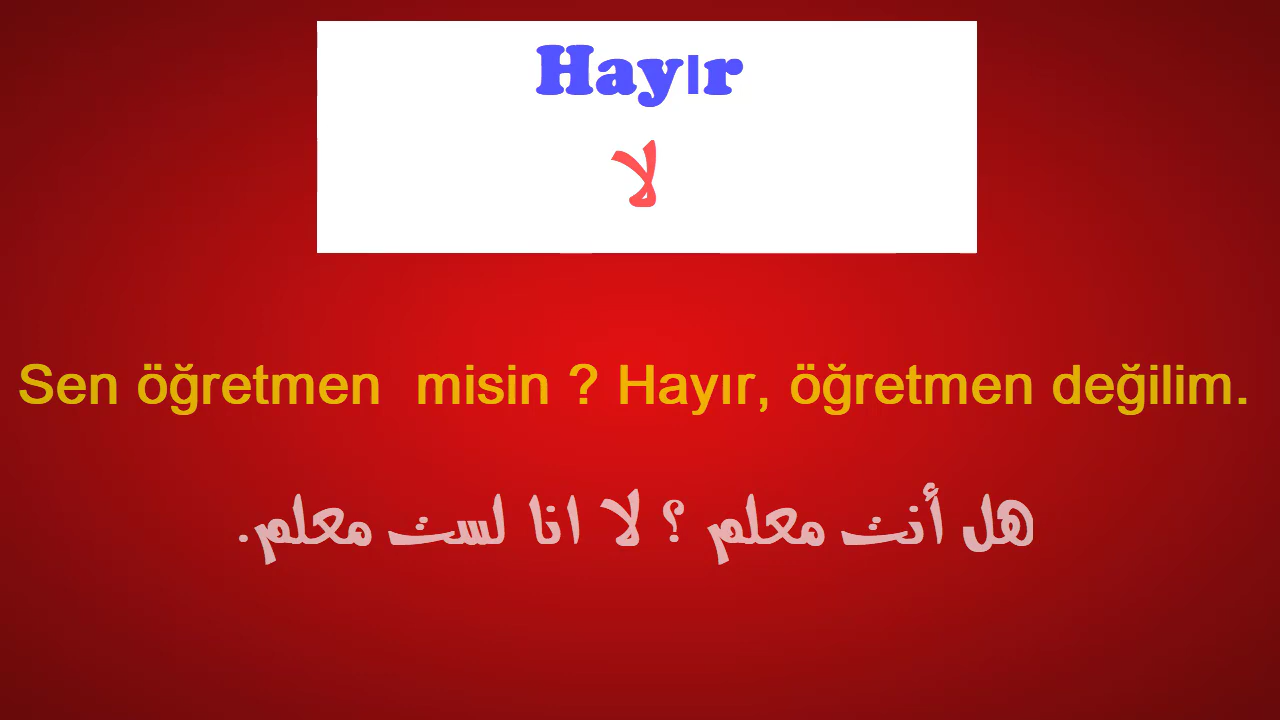 Hayır
لا
Sen öğretmen misin ? Hayır, öğretmen değilim.
هل أنت معلم ؟ لا انا لست معلم.